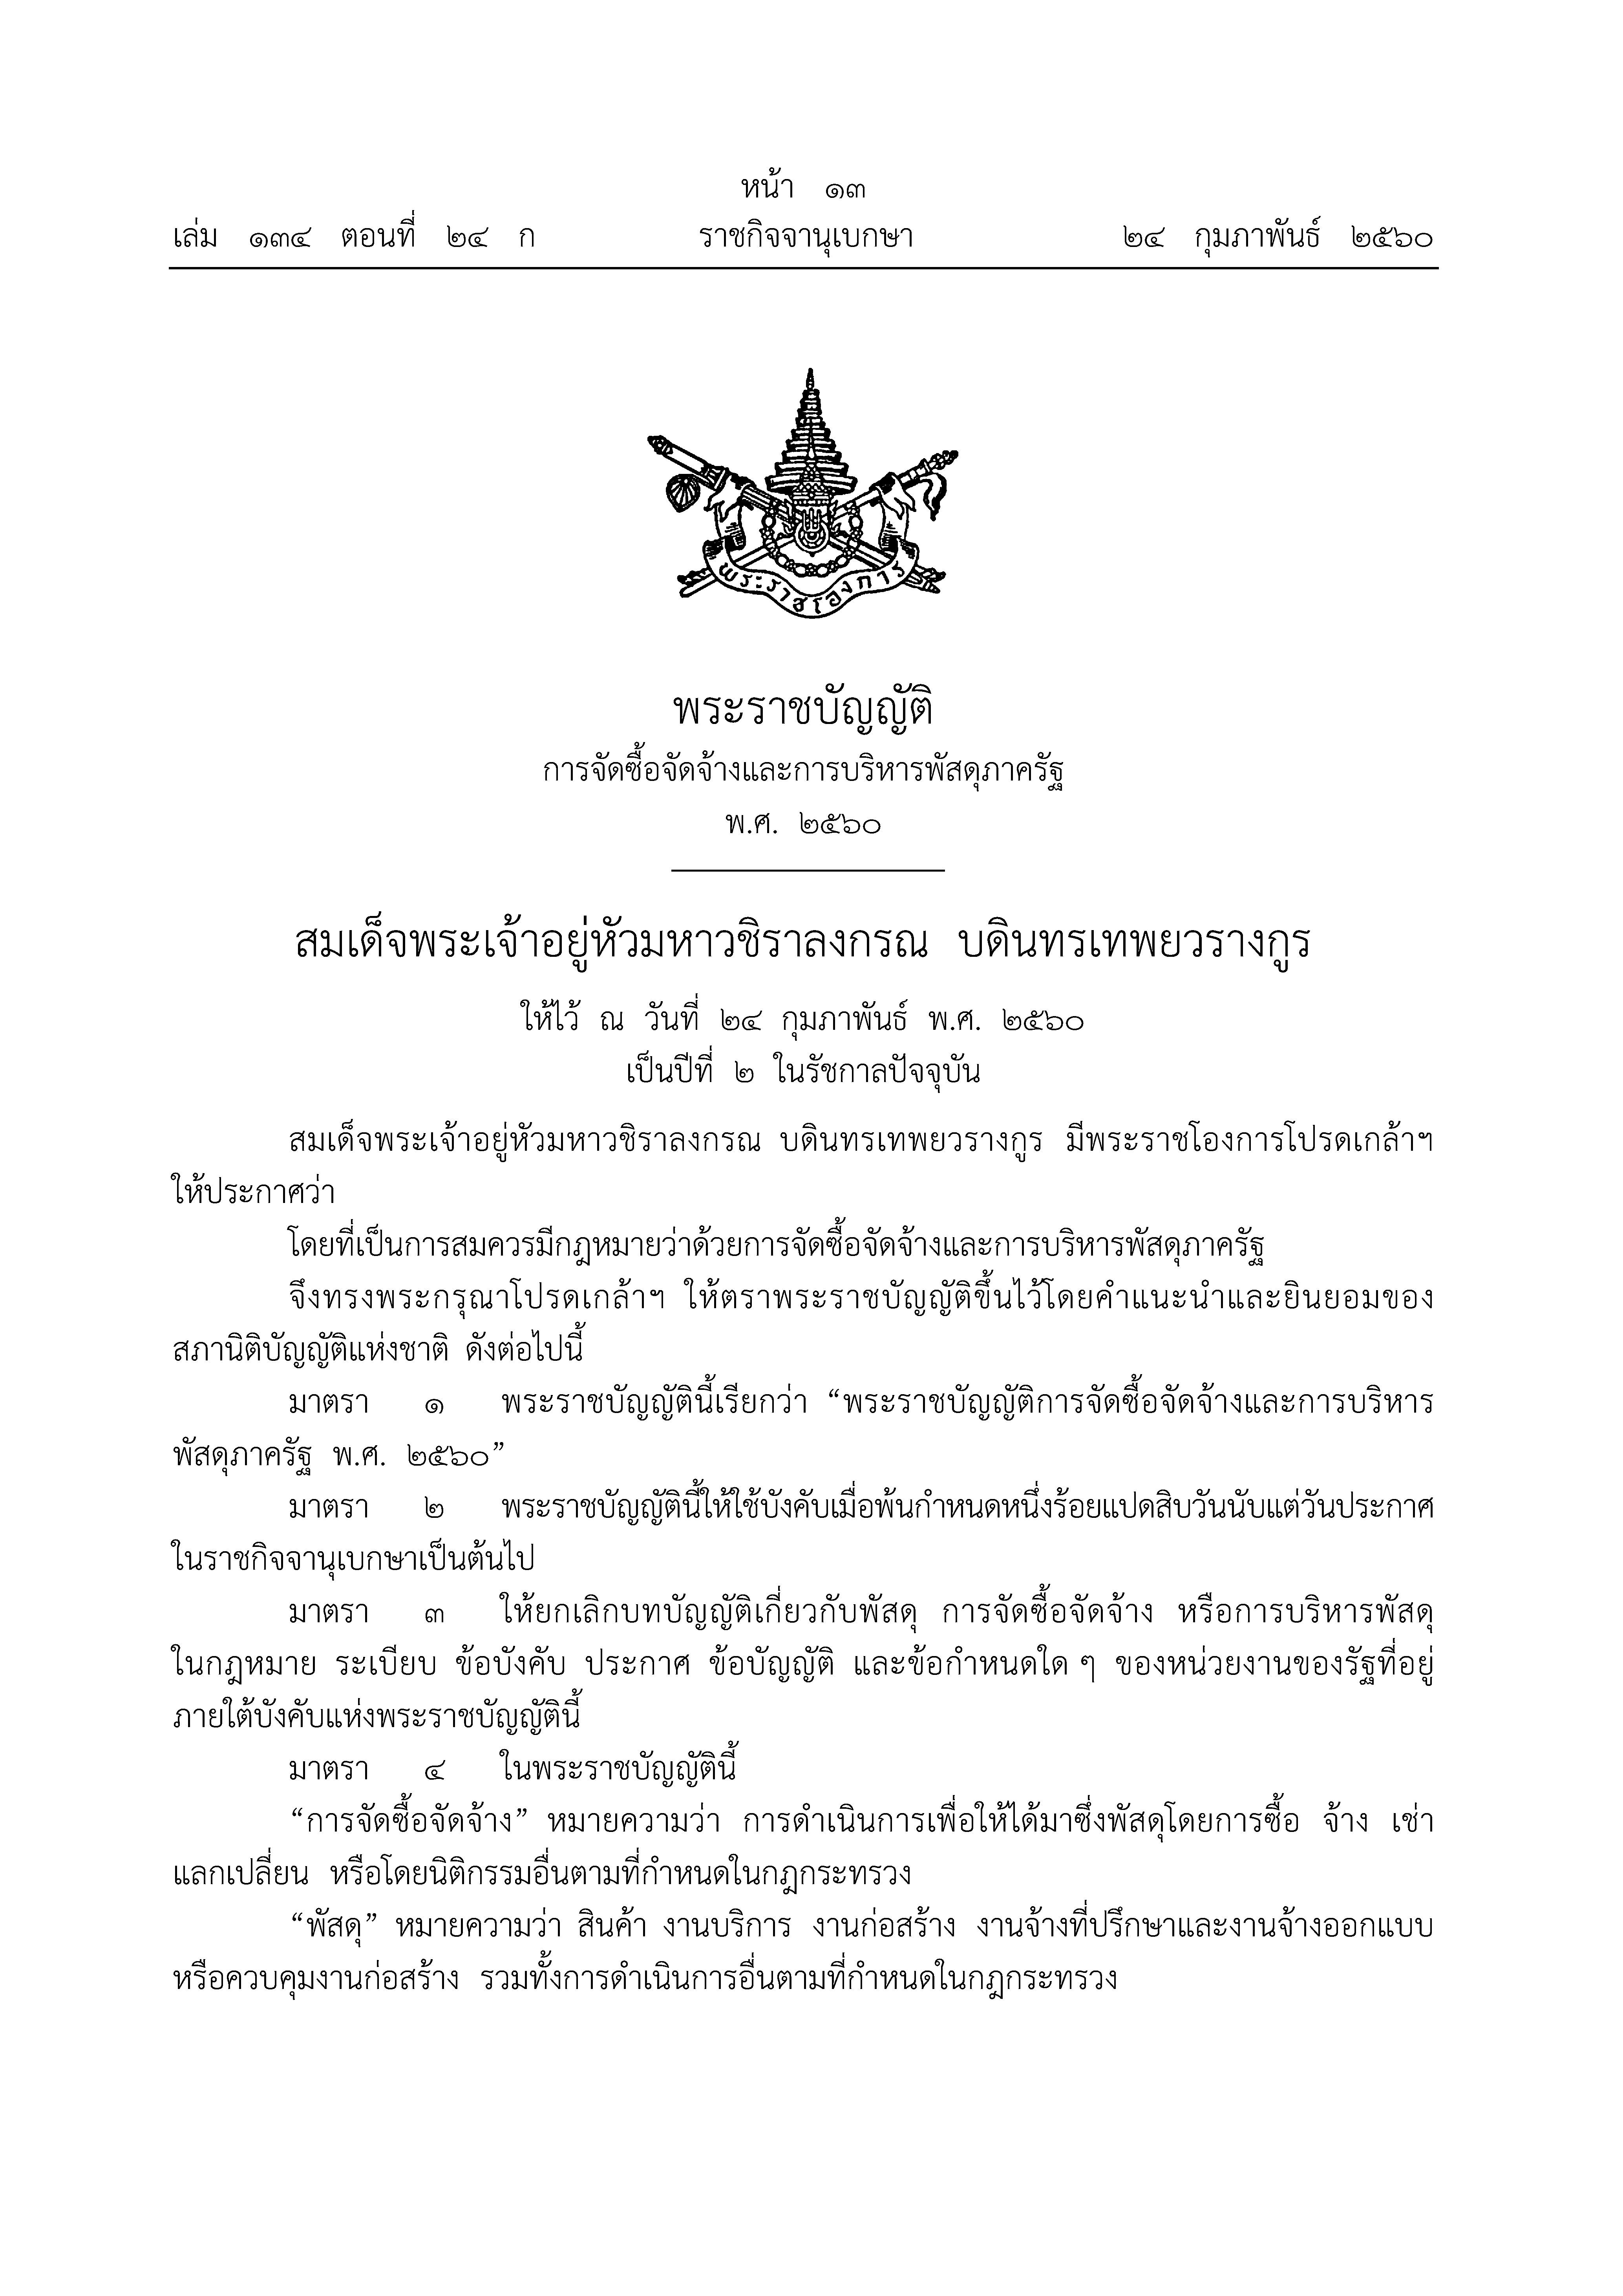 หน้า ๑๓
เล่ม ๑๓๔ ตอนที่ ๒๔ ก ราชกิจจานุเบกษา ๒๔ กุมภาพันธ์ ๒๕๖๐
พระราชโองการ
พระราชบัญญัติ
การจัดซื้อจัดจ้างและการบริหารพัสดุภาครัฐ
พ.ศ. ๒๕๖๐
สมเด็จพระเจ้าอยู่หัวมหาวชิราลงกรณ บดินทรเทพยวรางกูร
ให้ไว้ ณ วันที่ ๒๔ กุมภาพันธ์ พ.ศ. ๒๕๖๐
เป็นปีที่ ๒ ในรัชกาลปัจจุบัน
สมเด็จพระเจ้าอยู่หัวมหาวชิราลงกรณ บดินทรเทพยวรางกูร มีพระราชโองการโปรดเกล้าฯ
ให้ประกาศว่า
โดยที่เป็นการสมควรมีกฎหมายว่าด้วยการจัดซื้อจัดจ้างและการบริหารพัสดุภาครัฐ
จึงทรงพระกรุณาโปรดเกล้าฯ ให้ตราพระราชบัญญัติขึ้นไว้โดยคำแนะนำและยินยอมของ
สภานิติบัญญัติแห่งชาติ ดังต่อไปนี้
มาตรา ๑ พระราชบัญญัตินี้เรียกว่า “พระราชบัญญัติการจัดซื้อจัดจ้างและการบริหาร
พัสดุภาครัฐ พ.ศ. ๒๕๖๐”
มาตรา ๒ พระราชบัญญัตินี้ให้ใช้บังคับเมื่อพ้นกำหนดหนึ่งร้อยแปดสิบวันนับแต่วันประกาศ
ในราชกิจจานุเบกษาเป็นต้นไป
มาตรา ๓ ให้ยกเลิกบทบัญญัติเกี่ยวกับพัสดุ การจัดซื้อจัดจ้าง หรือการบริหารพัสดุ
ในกฎหมาย ระเบียบ ข้อบังคับ ประกาศ ข้อบัญญัติ และข้อกำหนดใด ๆ ของหน่วยงานของรัฐที่อยู่
ภายใต้บังคับแห่งพระราชบัญญัตินี้
มาตรา ๔ ในพระราชบัญญัตินี้
“การจัดซื้อจัดจ้าง” หมายความว่า การดำเนินการเพื่อให้ได้มาซึ่งพัสดุโดยการซื้อ จ้าง เช่า
แลกเปลี่ยน หรือโดยนิติกรรมอื่นตามที่กำหนดในกฎกระทรวง
“พัสดุ” หมายความว่า สินค้า งานบริการ งานก่อสร้าง งานจ้างที่ปรึกษาและงานจ้างออกแบบ
หรือควบคุมงานก่อสร้าง รวมทั้งการดำเนินการอื่นตามที่กำหนดในกฎกระทรวง